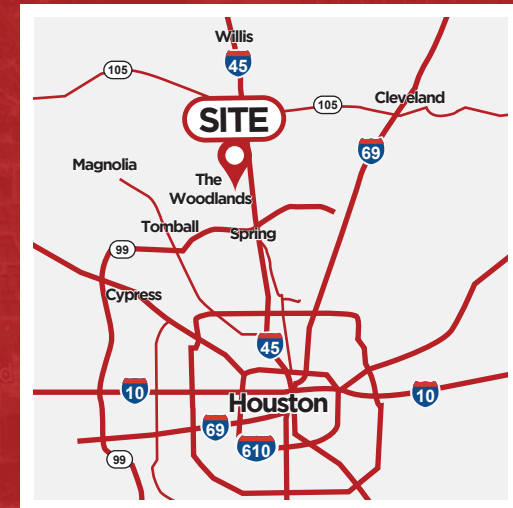 Willis
45
105
SITE
105
Cleveland
69
Magnolia
The
Woodlands
Tomball
Spring
99
Cypress
45
10
Houston
10
69
610
99